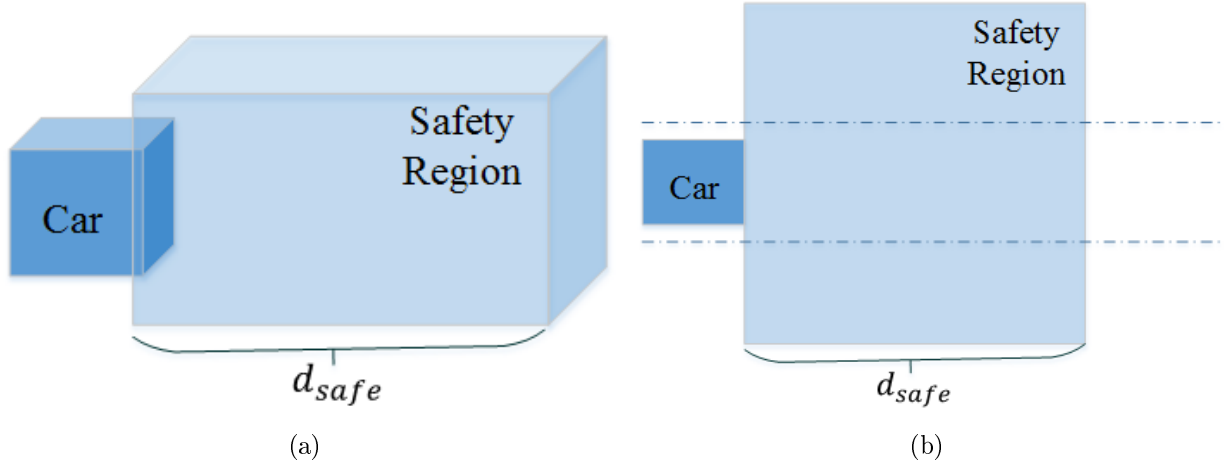 Safety
Region
Car
d_safe
(a)
Safety
Region
Car
d_safe
(b)